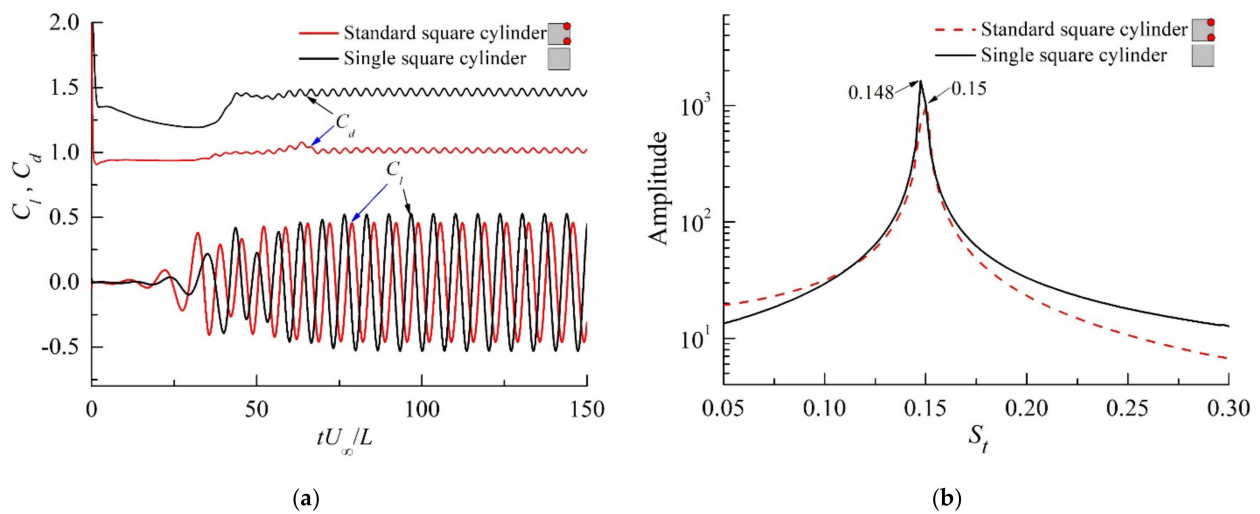 2.0
1.5
1.0
0.5
0.0
-0.5
C_l , C_d
Standard square cylinder
Single square cylinder
C_d
C_l
0 50 100 150
tU_∞/L
(a)
10^3
10^2
10^1
Amplitude
Standard square cylinder
Single square cylinder
0.148
0.15
0.05 0.10 0.15 0.20 0.25 0.30
S_t
(b)